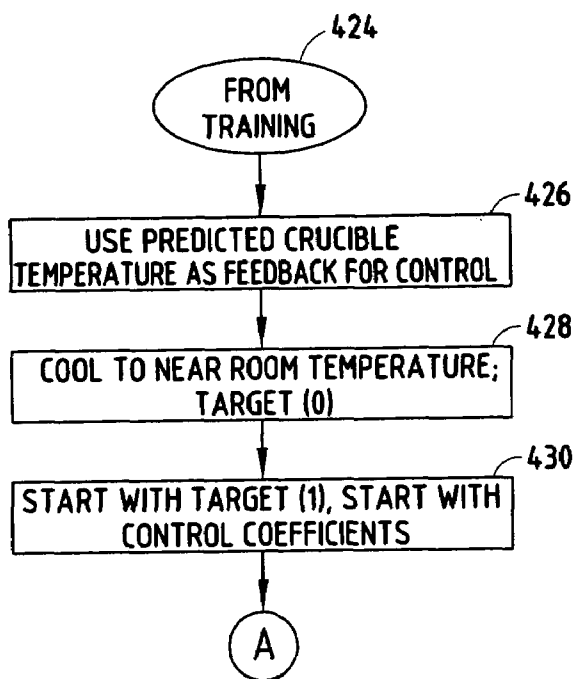 424
FROM
TRAINING
426
USE PREDICTED CRUCIBLE
TEMPERATURE AS FEEDBACK FOR CONTROL
428
COOL TO NEAR ROOM TEMPERATURE;
TARGET (0)
430
START WITH TARGET (1), START WITH
CONTROL COEFFICIENTS
A